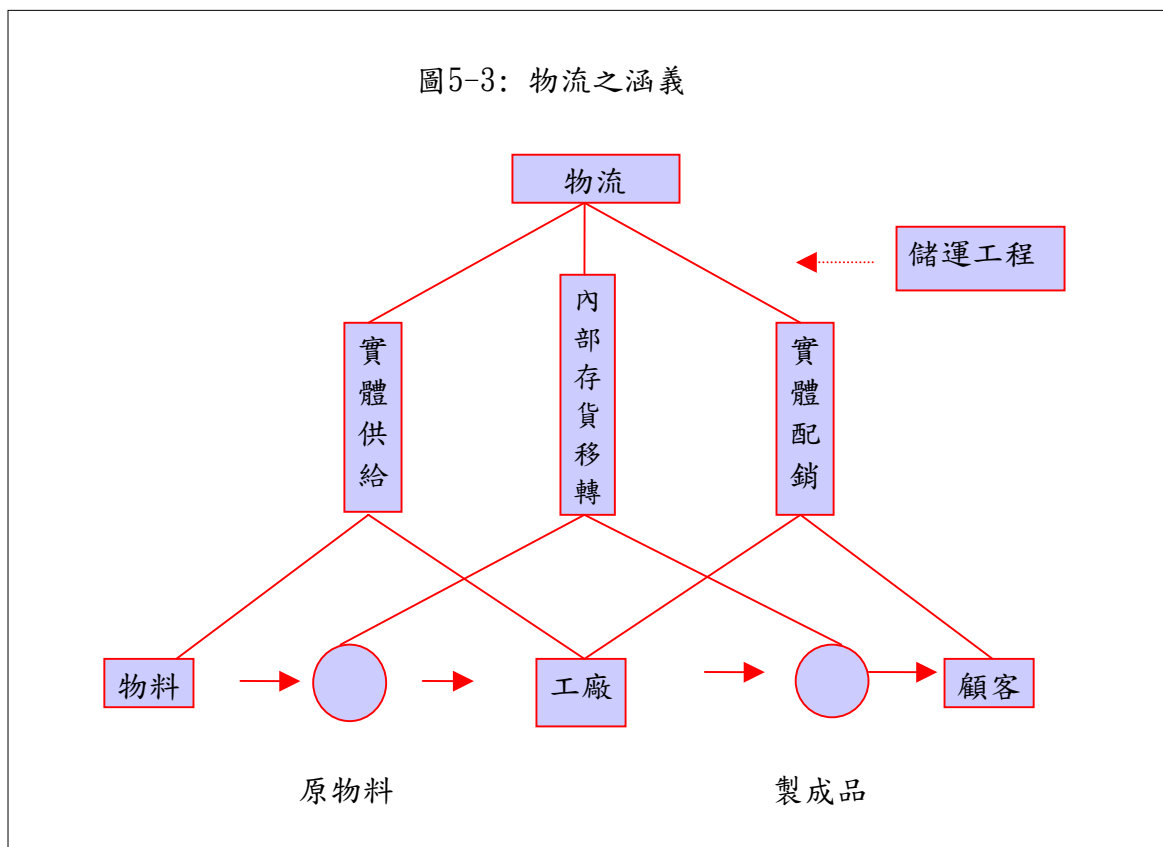 圖5-3: 物流之涵義
物流
儲運工程
實體供給
內部存貨移轉
實體配銷
物料
工廠
顧客
原物料
製成品